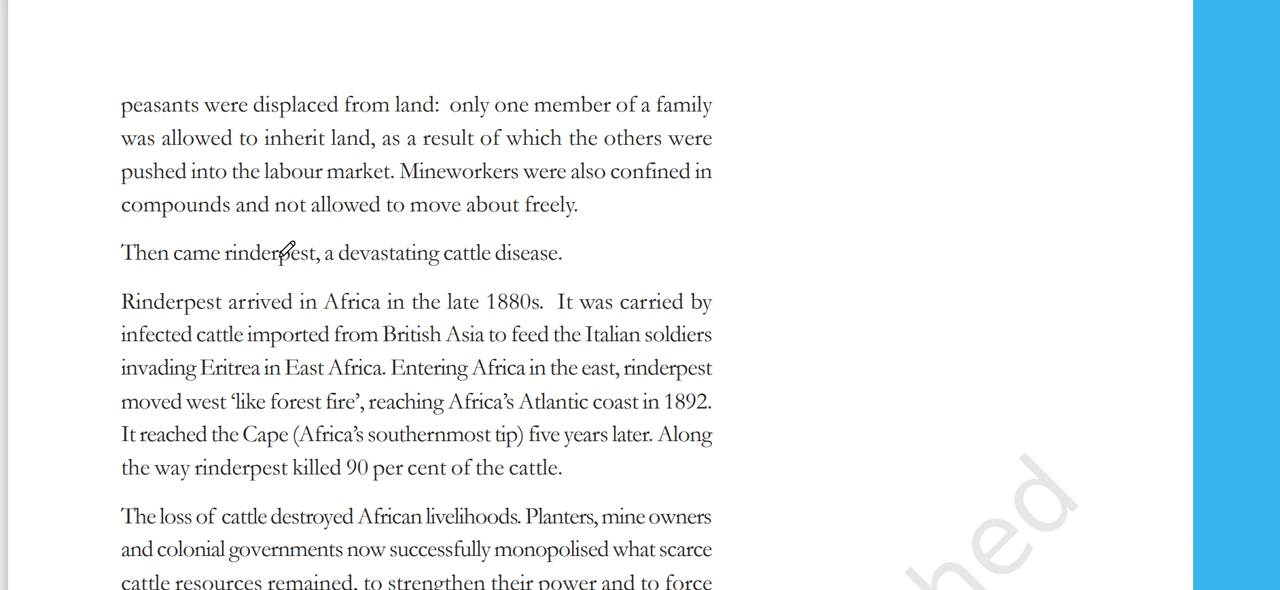 peasants were displaced from land:  only one member of a family
was allowed to inherit land, as a result of which the others were
pushed into the labour market. Mineworkers were also confined in
compounds and not allowed to move about freely.
Then came rinderpest, a devastating cattle disease.
Rinderpest arrived in Africa in the late 1880s.  It was carried by
infected cattle imported from British Asia to feed the Italian soldiers
invading Eritrea in East Africa. Entering Africa in the east, rinderpest
moved west ‘like forest fire’, reaching Africa’s Atlantic coast in 1892.
It reached the Cape (Africa’s southernmost tip) five years later. Along
the way rinderpest killed 90 per cent of the cattle.
The loss of cattle destroyed African livelihoods. Planters, mine owners
and colonial governments now successfully monopolised what scarce
cattle resources remained, to strengthen their power and to force
hed